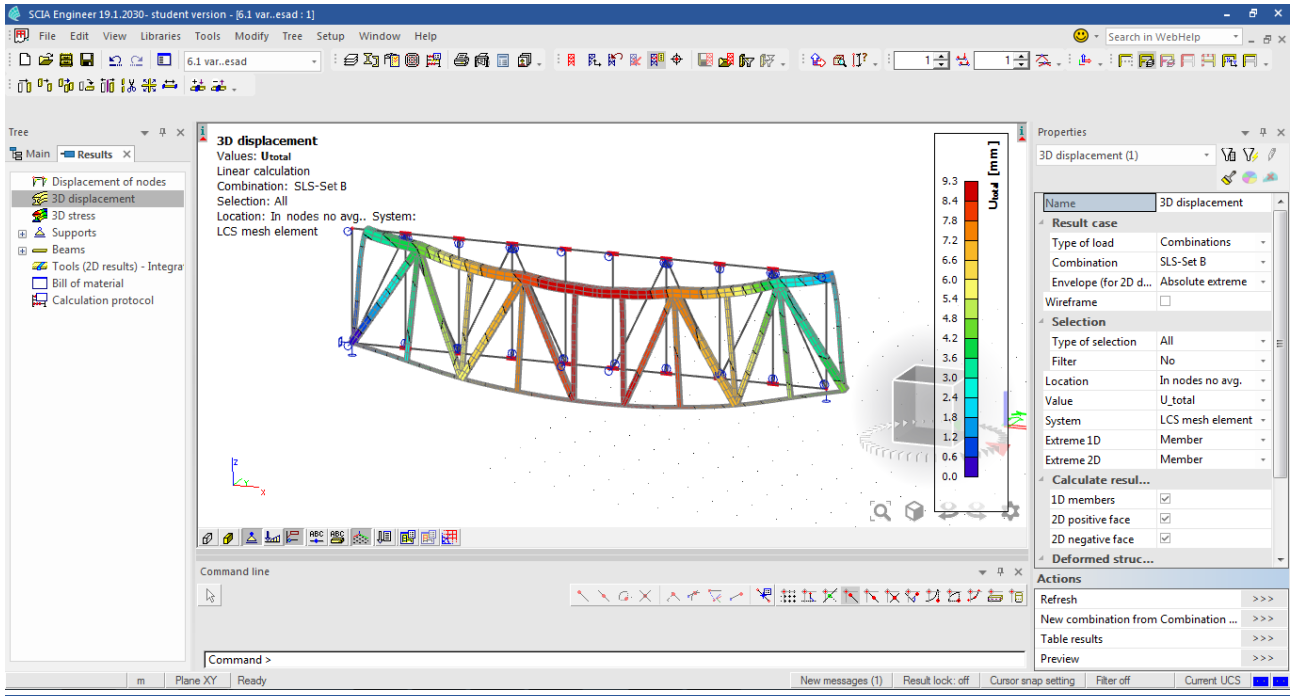 SCIA Engineer 19.1.2030- student version - [6.1 var..esad : 1]
File Edit View Libraries Tools Modify Tree Setup Window Help
Search in WebHelp
6.1 var..esad
1
1
Tree
Main Results
Displacement of nodes
3D displacement
3D stress
Supports
Beams
Tools (2D results) - Integra
Bill of material
Calculation protocol
3D displacement
Values: Utotal
Linear calculation
Combination: SLS-Set B
Selection: All
Location: In nodes no avg.. System:
LCS mesh element
Utotal [mm]
9.3
8.4
7.8
7.2
6.6
6.0
5.4
4.8
4.2
3.6
3.0
2.4
1.8
1.2
0.6
0.0
z
y
x
ABC
ABC
Properties
3D displacement (1)
Name 3D displacement
Result case
Type of load Combinations
Combination SLS-Set B
Envelope (for 2D d... Absolute extreme
Wireframe
Selection
Type of selection All
Filter No
Location In nodes no avg.
Value U_total
System LCS mesh element
Extreme 1D Member
Extreme 2D Member
Calculate resul...
1D members
2D positive face
2D negative face
Deformed struc...
Actions
Refresh >>>
New combination from Combination ... >>>
Table results >>>
Preview >>>
Command line
Command >
m Plane XY Ready New messages (1) Result lock: off Cursor snap setting Filter off Current UCS